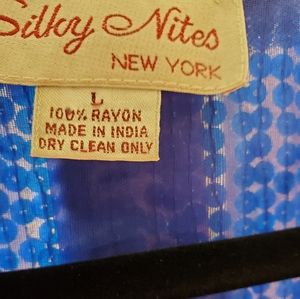 Silky Nites
NEW YORK
L
100% RAYON
MADE IN INDIA
DRY CLEAN ONLY